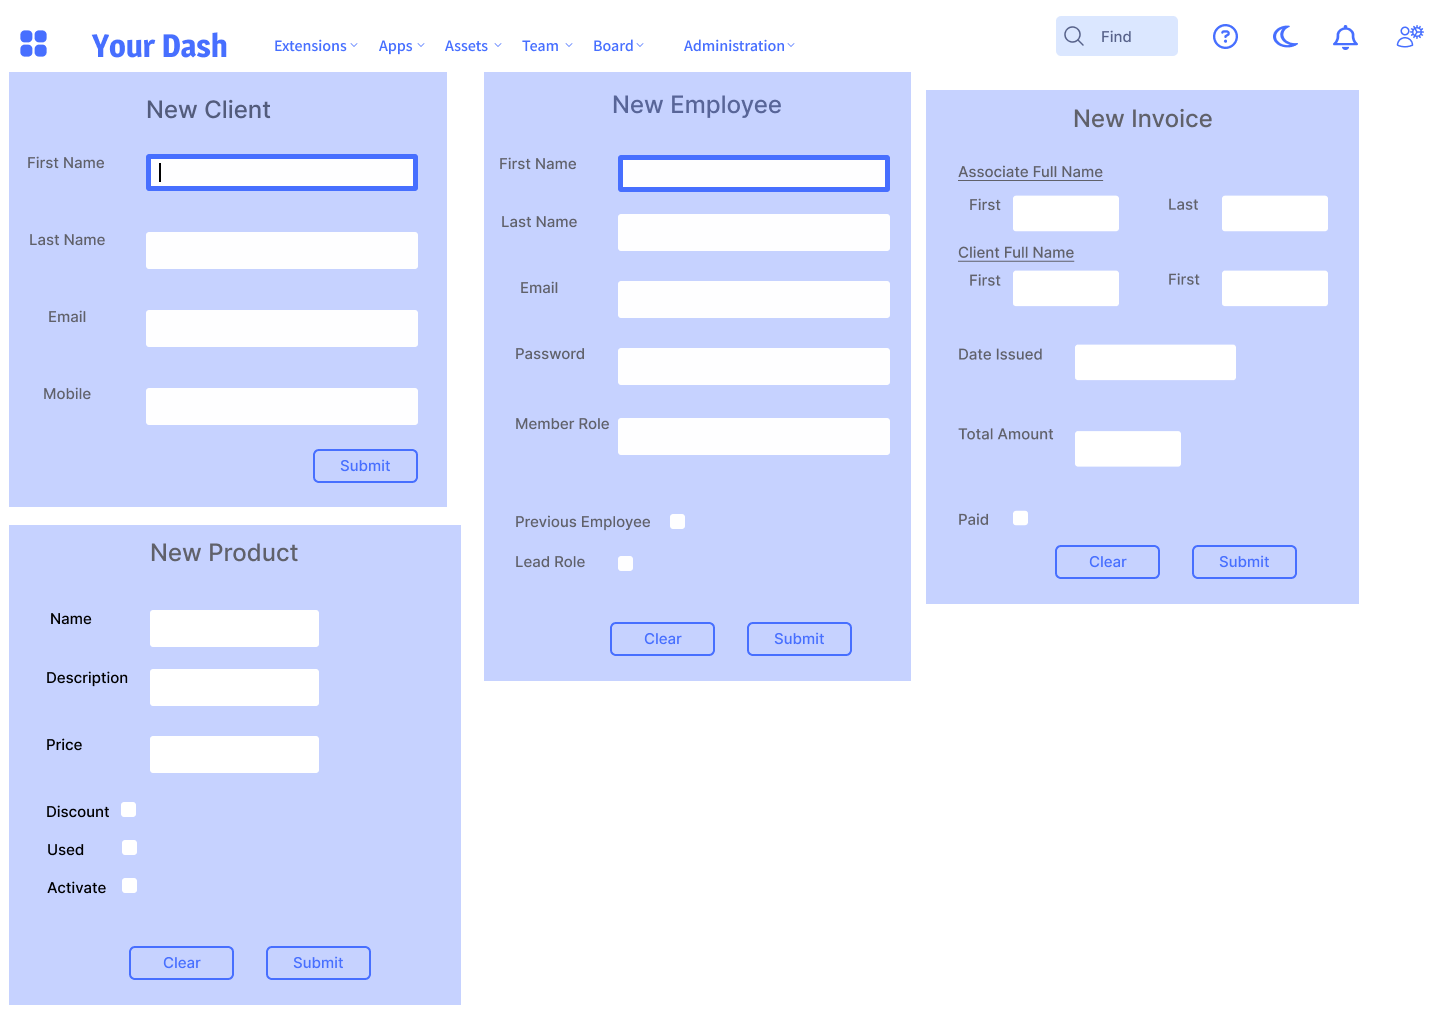 Your Dash
Extensions Apps Assets Team Board Administration
Find
New Client
First Name
Last Name
Email
Mobile
Submit
New Employee
First Name
Last Name
Email
Password
Member Role
Previous Employee
Lead Role
Clear Submit
New Invoice
Associate Full Name
First Last
Client Full Name
First First
Date Issued
Total Amount
Paid
Clear Submit
New Product
Name
Description
Price
Discount
Used
Activate
Clear Submit